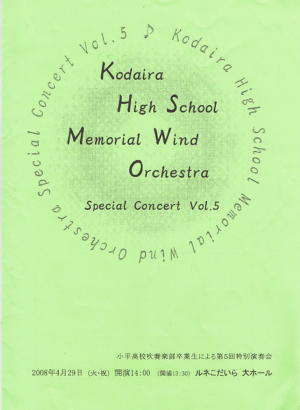 Kodaira High School Memorial Wind Orchestra Special Concert Vol.5 ♪
Kodaira
High School
Memorial Wind
Orchestra
Special Concert Vol.5
小平高校吹奏楽部卒業生による第5回特別演奏会
2008年4月29日 (火・祝) 開演14:00 (開場13:30) ルネこだいら 大ホール